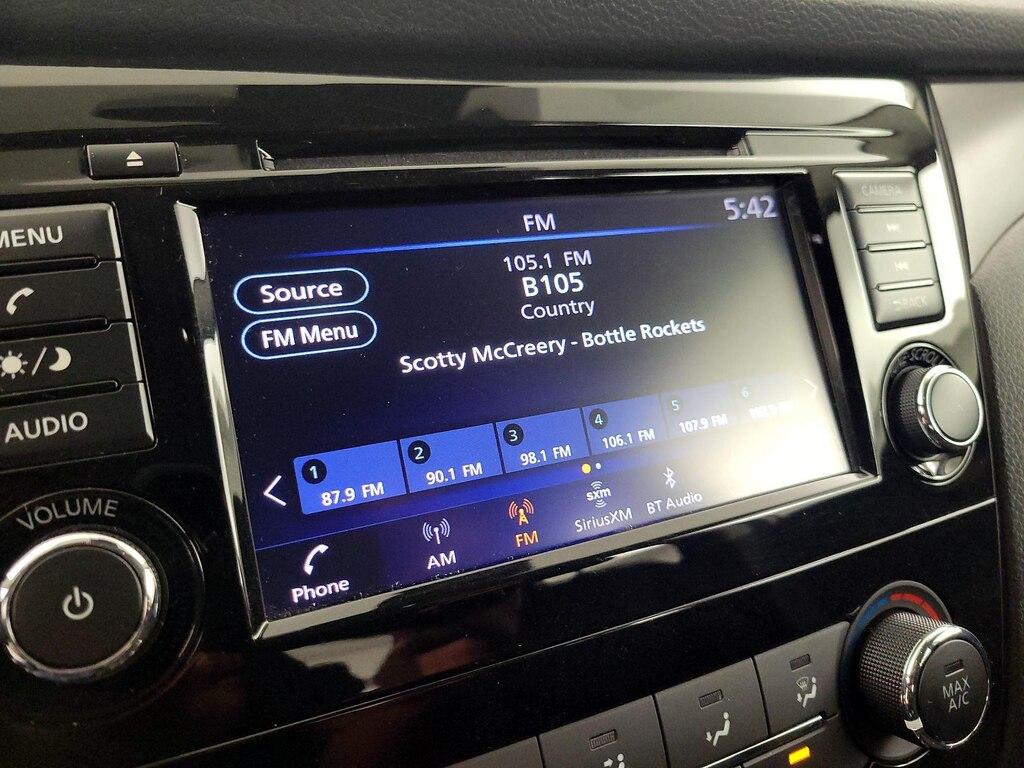 MENU
AUDIO
VOLUME
FM
5:42
Source
FM Menu
105.1 FM
B105
Country
Scotty McCreery - Bottle Rockets
1
87.9 FM
2
90.1 FM
3
98.1 FM
4
106.1 FM
5
107.9 FM
6
Phone
AM
FM
sxm
SiriusXM
BT Audio
CAMERA
MAX
A/C